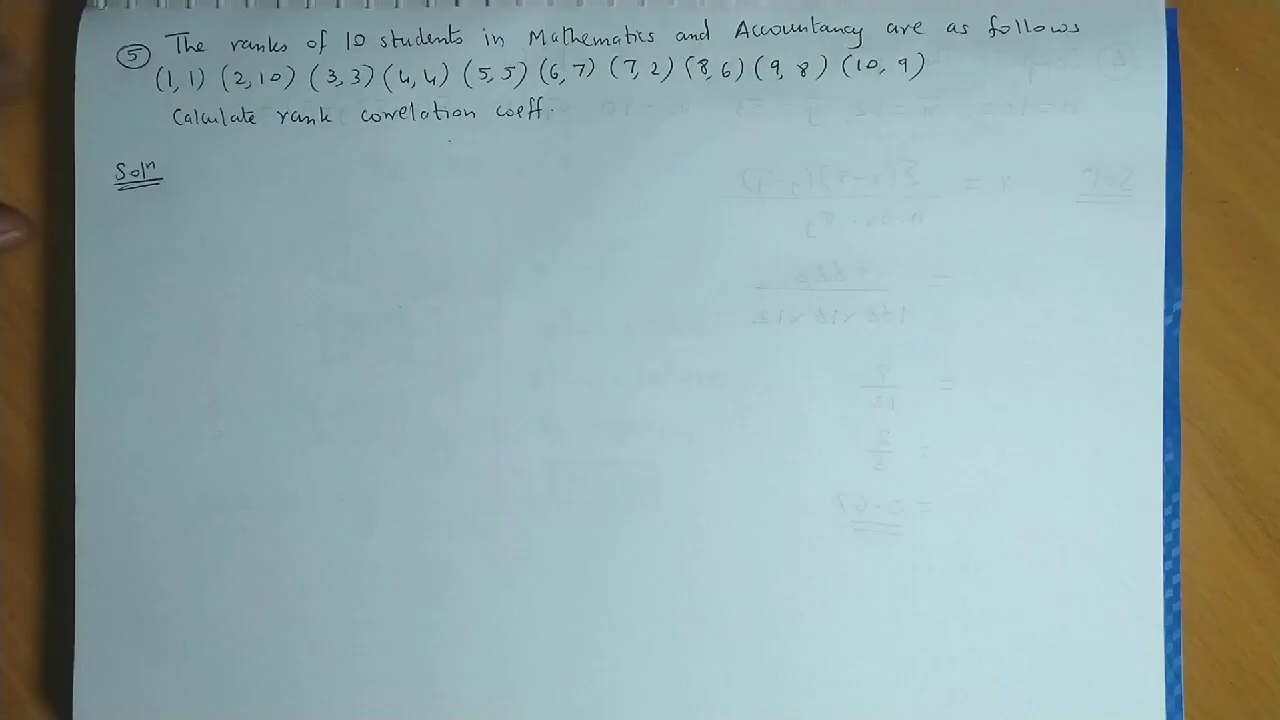 ⑤ The ranks of 10 students in Mathematics and Accountancy are as follows
(1, 1) (2, 10) (3, 3) (4, 4) (5, 5) (6, 7) (7, 2) (8, 6) (9, 8) (10, 9)
Calculate rank correlation coeff.
Solⁿ